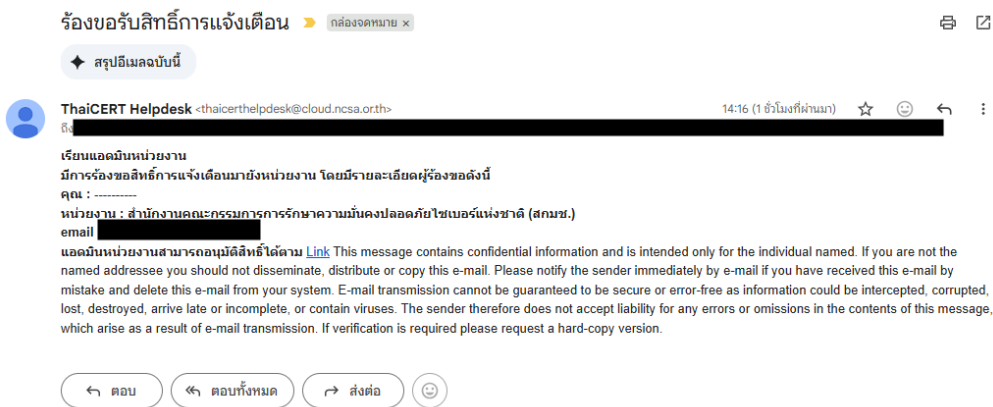 ร้องขอรับสิทธิ์การแจ้งเตือน กล่องจดหมาย ×
สรุปอีเมลฉบับนี้
ThaiCERT Helpdesk <thaicerthelpdesk@cloud.ncsa.or.th> 14:16 (1 ชั่วโมงที่ผ่านมา)
ถึง
เรียนแอดมินหน่วยงาน
มีการร้องขอสิทธิ์การแจ้งเตือนมายังหน่วยงาน โดยมีรายละเอียดผู้ร้องขอดังนี้
คุณ : ----------
หน่วยงาน : สำนักงานคณะกรรมการการรักษาความมั่นคงปลอดภัยไซเบอร์แห่งชาติ (สกมช.)
email
แอดมินหน่วยงานสามารถอนุมัติสิทธิ์ได้ตาม Link This message contains confidential information and is intended only for the individual named. If you are not the
named addressee you should not disseminate, distribute or copy this e-mail. Please notify the sender immediately by e-mail if you have received this e-mail by
mistake and delete this e-mail from your system. E-mail transmission cannot be guaranteed to be secure or error-free as information could be intercepted, corrupted,
lost, destroyed, arrive late or incomplete, or contain viruses. The sender therefore does not accept liability for any errors or omissions in the contents of this message,
which arise as a result of e-mail transmission. If verification is required please request a hard-copy version.
ตอบ ตอบทั้งหมด ส่งต่อ